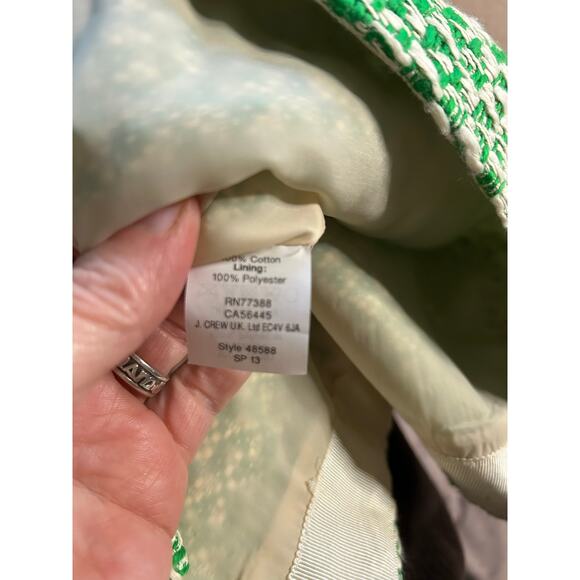 100% Cotton
Lining:
100% Polyester
RN77388
CA56445
J. CREW U.K. Ltd EC4V 6JA
Style 48588
SP 13